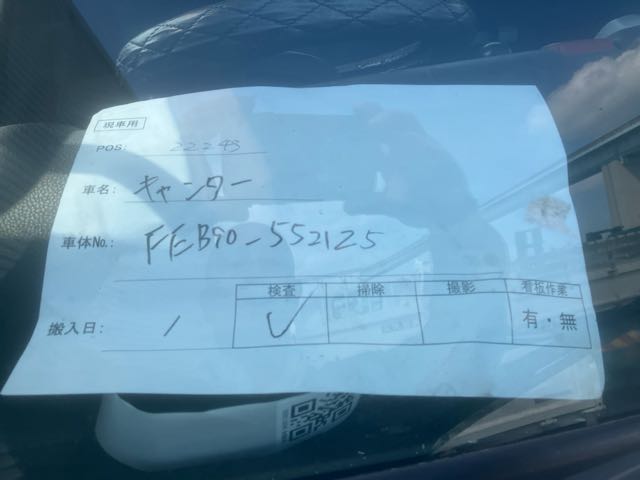 現車用
POS: 22248
車名: キャンター
車体No.: FEB90-552125
検査 掃除 撮影 看板作業
搬入日: / ✓ 有・無